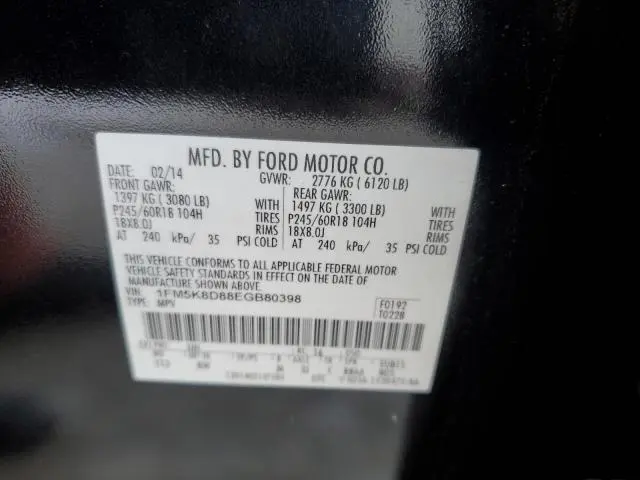 MFD. BY FORD MOTOR CO.
DATE: 02/14 GVWR: 2776 KG ( 6120 LB)
FRONT GAWR: REAR GAWR:
1397 KG ( 3080 LB) WITH 1497 KG ( 3300 LB) WITH
P245/60R18 104H TIRES P245/60R18 104H TIRES
18X8.0J RIMS 18X8.0J RIMS
AT 240 kPa/ 35 PSI COLD AT 240 kPa/ 35 PSI COLD
THIS VEHICLE CONFORMS TO ALL APPLICABLE FEDERAL MOTOR
VEHICLE SAFETY STANDARDS IN EFFECT ON THE DATE OF
MANUFACTURE SHOWN ABOVE.
VIN: 1FM5K8D88EGB80398 F0192
TYPE: MPV T0228